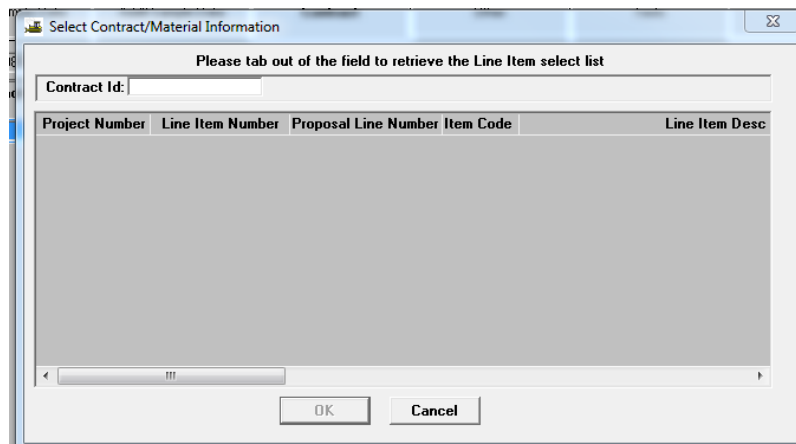 Select Contract/Material Information
Please tab out of the field to retrieve the Line Item select list
Contract Id:
Project Number Line Item Number Proposal Line Number Item Code Line Item Desc
OK Cancel